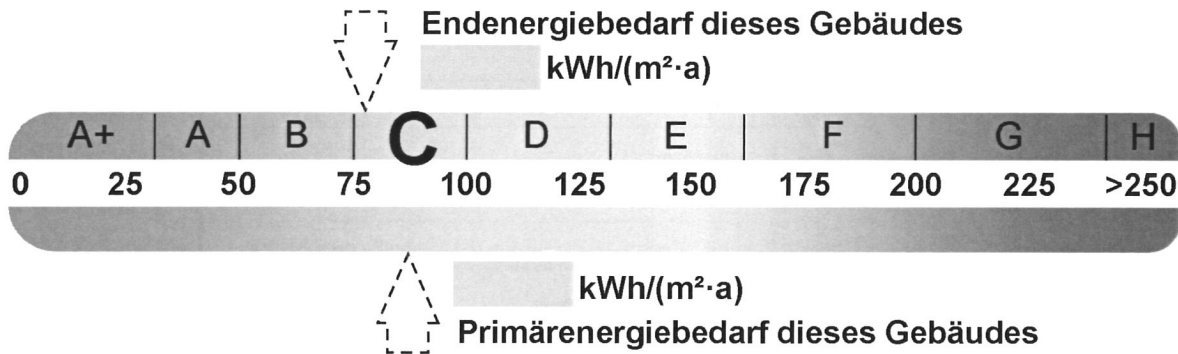 Endenergiebedarf dieses Gebäudes
kWh/(m²·a)
A+ A B C D E F G H
0 25 50 75 100 125 150 175 200 225 >250
kWh/(m²·a)
Primärenergiebedarf dieses Gebäudes